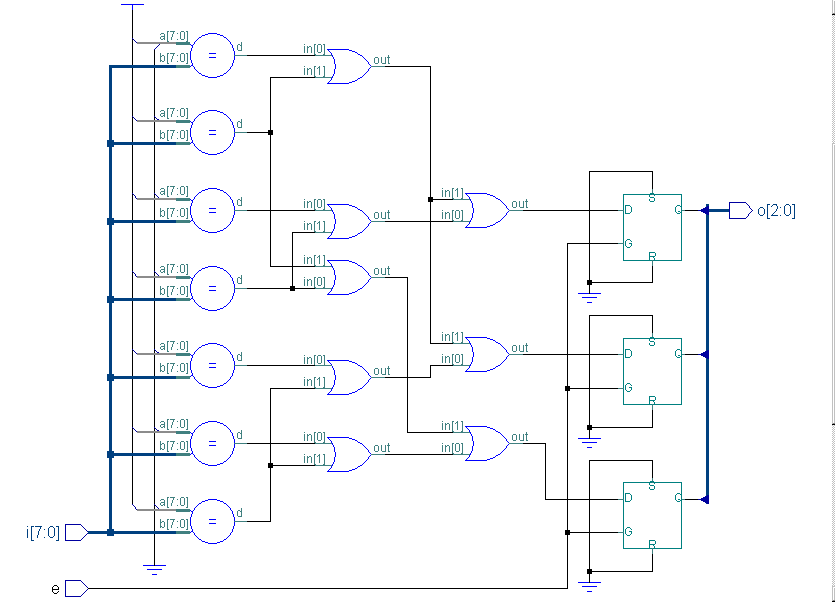 a[7:0] d in[0] out
b[7:0] = in[1]
a[7:0] d
b[7:0] =
a[7:0] d in[0] out in[1] out S
b[7:0] = in[1] in[0] D Q o[2:0]
G
a[7:0] d in[1] out R
b[7:0] = in[0]
a[7:0] d in[0] out in[1] out S
b[7:0] = in[1] in[0] D Q
G
R
a[7:0] d in[0] out in[1] out
b[7:0] = in[1] in[0]
S
a[7:0] d D Q
b[7:0] =
i[7:0] G
R
e